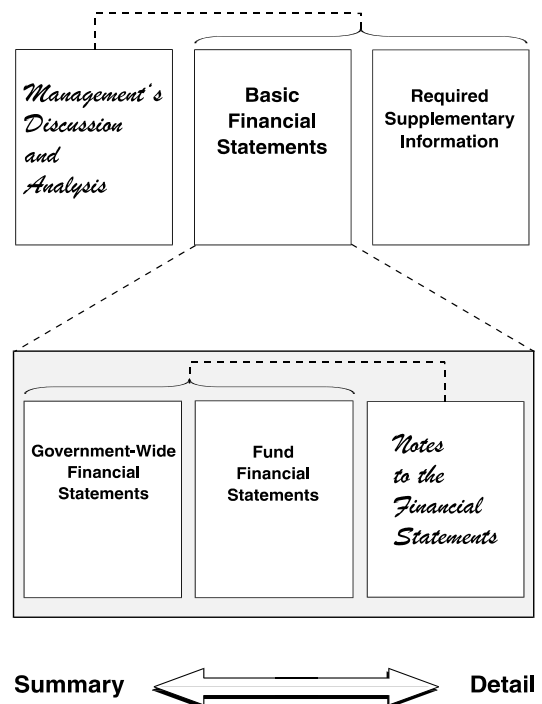 Management's
Discussion
and
Analysis
Basic
Financial
Statements
Required
Supplementary
Information
Government-Wide
Financial
Statements
Fund
Financial
Statements
Notes
to the
Financial
Statements
Summary
Detail